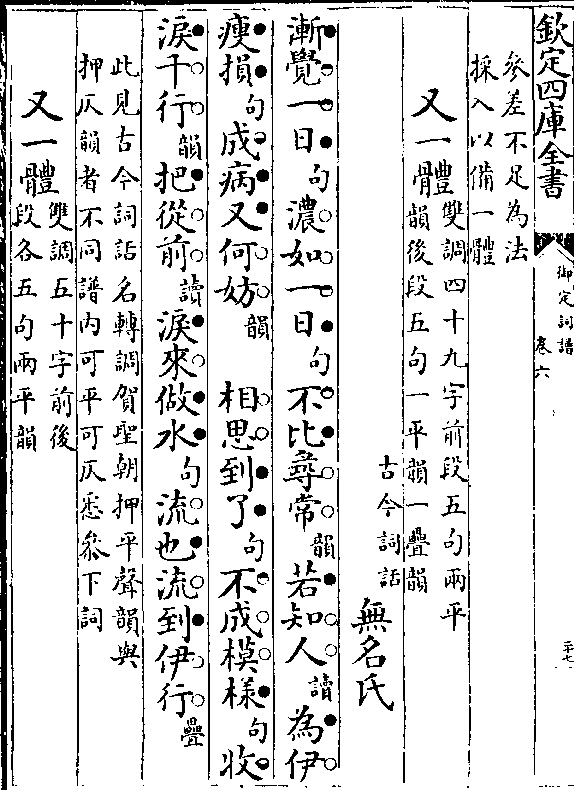 欽定四庫全書
御定詞譜
卷六
二十七
參差不足為法
採入以備一體
又一體雙調四十九字前段五句兩平
韻後段五句一平韻一疊韻
古今詞話 無名氏
漸覺一日句濃如一日句不比尋常韻若知人讀為伊
瘦損句成病又何妨韻 相思到了句不成模樣句收
淚千行韻把從前讀淚來做水句流也流到伊行疊
此見古今詞話名轉調賀聖朝押平聲韻與
押仄韻者不同譜內可平可仄悉參下詞
又一體雙調五十字前後
段各五句兩平韻